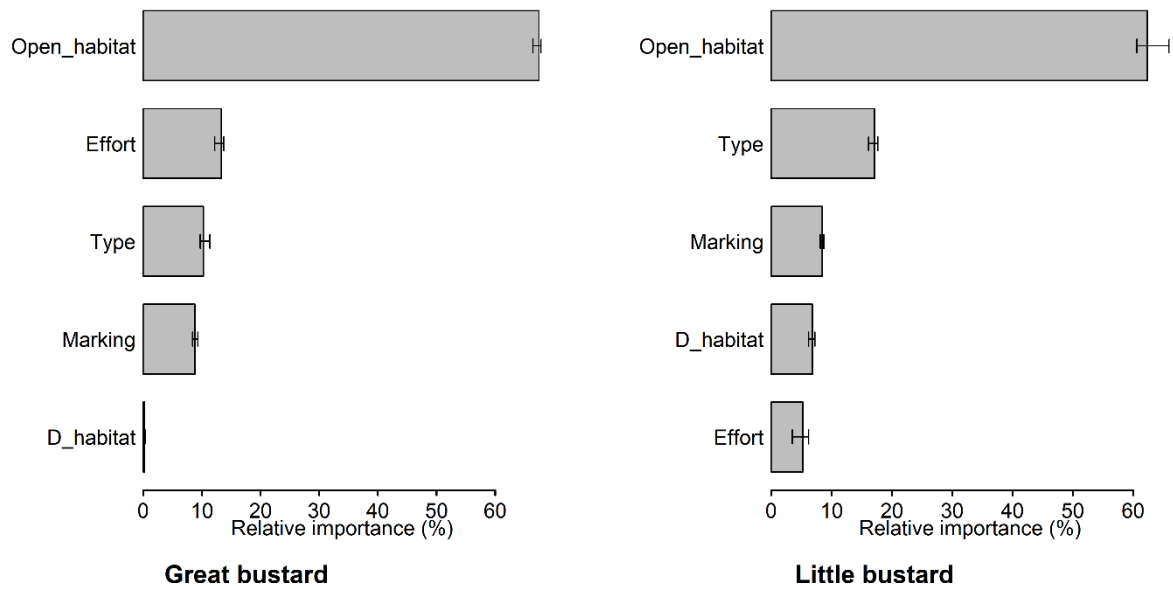 Open_habitat
Effort
Type
Marking
D_habitat
0 10 20 30 40 50 60
Relative importance (%)
Great bustard
Open_habitat
Type
Marking
D_habitat
Effort
0 10 20 30 40 50 60
Relative importance (%)
Little bustard